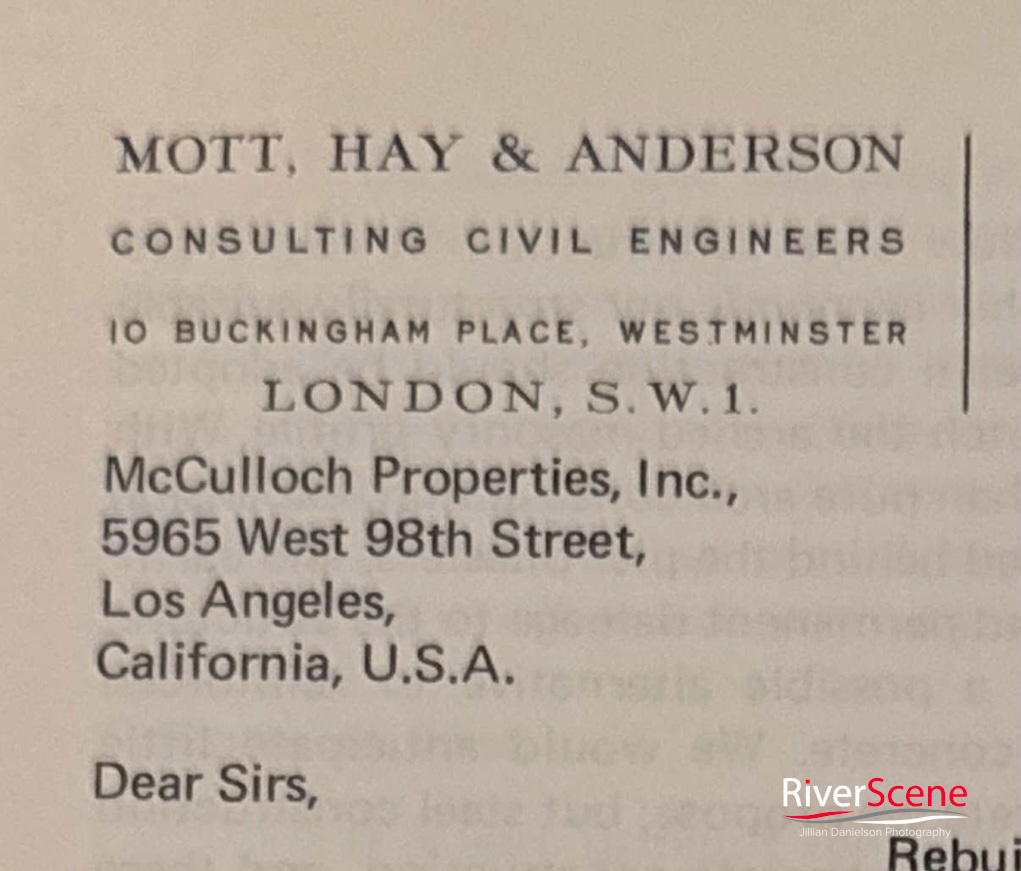 MOTT, HAY & ANDERSON
CONSULTING CIVIL ENGINEERS
10 BUCKINGHAM PLACE, WESTMINSTER
LONDON, S.W.1.
McCulloch Properties, Inc.,
5965 West 98th Street,
Los Angeles,
California, U.S.A.
Dear Sirs,
RiverScene
Jillian Danielson Photography